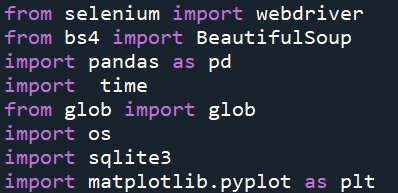 from selenium import webdriver
from bs4 import BeautifulSoup
import pandas as pd
import  time
from glob import glob
import os
import sqlite3
import matplotlib.pyplot as plt